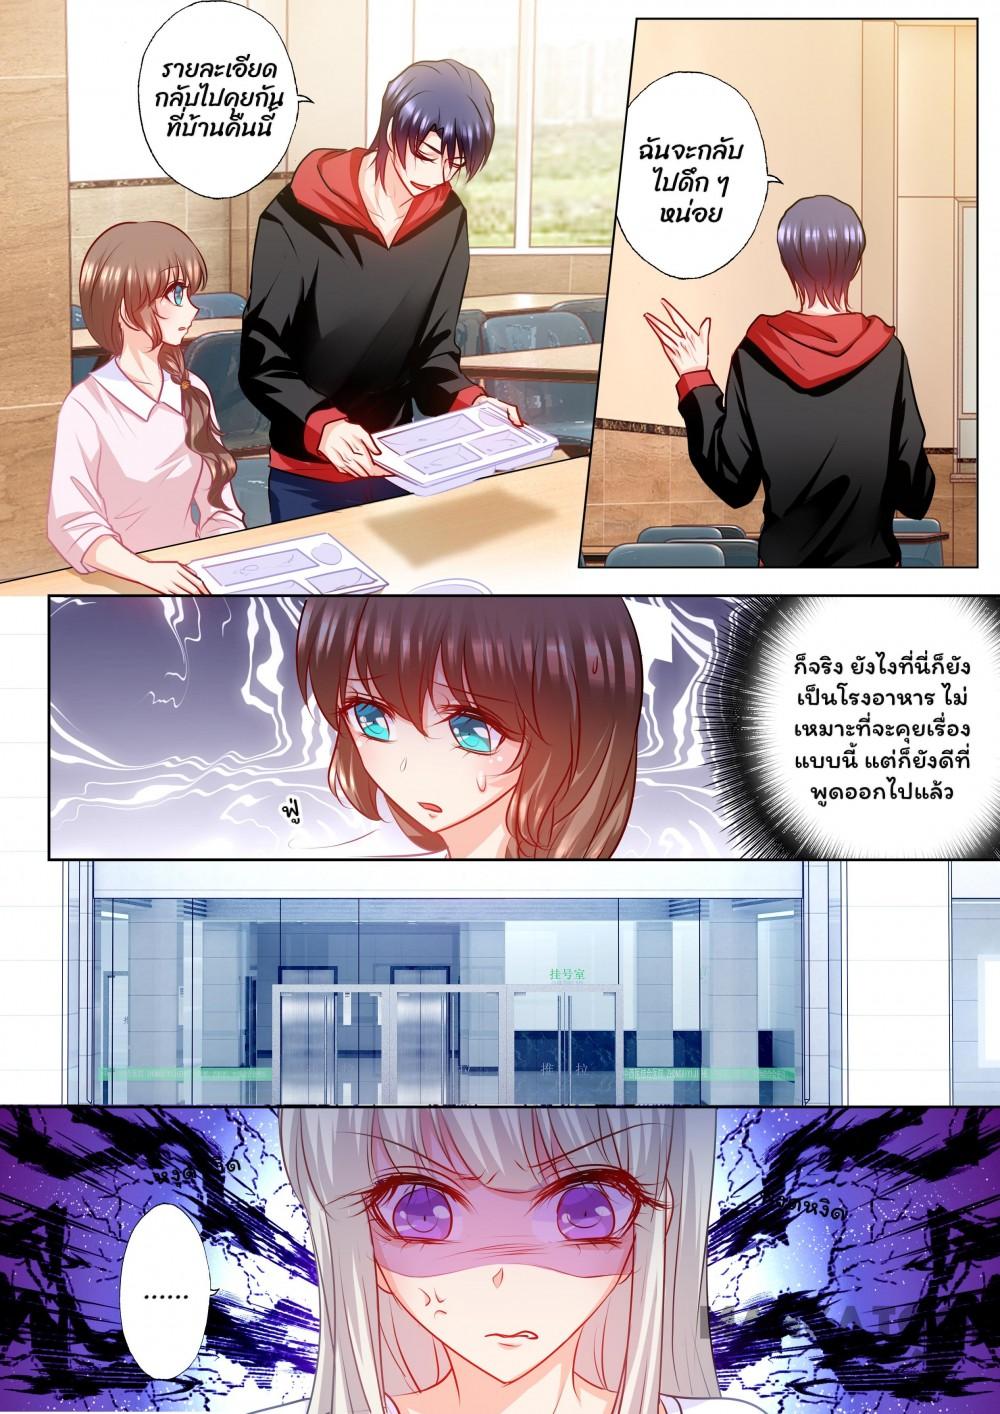 รายละเอียด
กลับไปคุยกัน
ที่บ้านคืนนี้
ฉันจะกลับ
ไปดึก ๆ
หน่อย
ก็จริง ยังไงที่นี่ก็ยัง
เป็นโรงอาหาร ไม่
เหมาะที่จะคุยเรื่อง
แบบนี้ แต่ก็ยังดีที่
พูดออกไปแล้ว
ฟู่
挂号室
推 拉
......